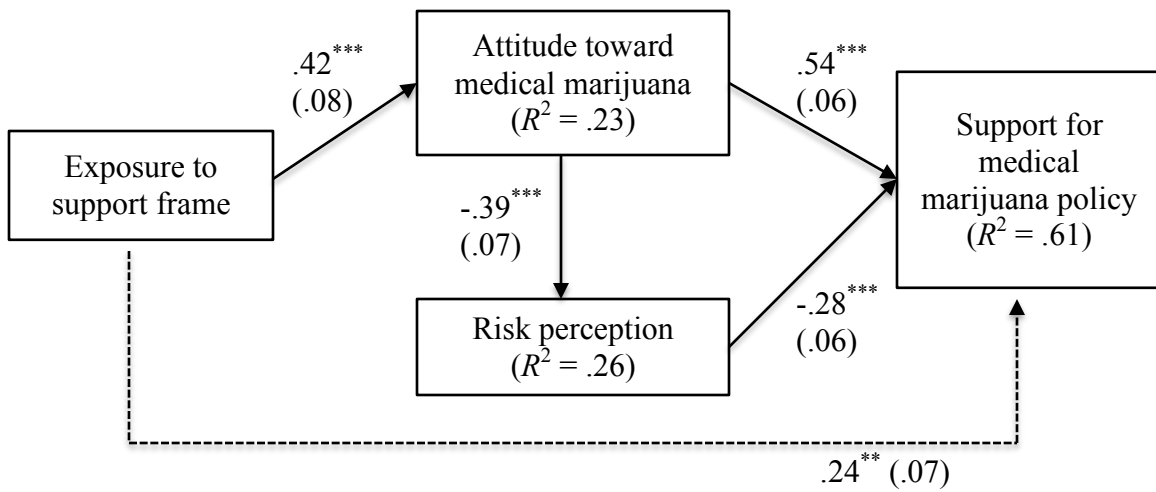 Exposure to
support frame
.42***
(.08)
Attitude toward
medical marijuana
(R² = .23)
-.39***
(.07)
Risk perception
(R² = .26)
.54***
(.06)
-.28***
(.06)
Support for
medical
marijuana policy
(R² = .61)
.24** (.07)